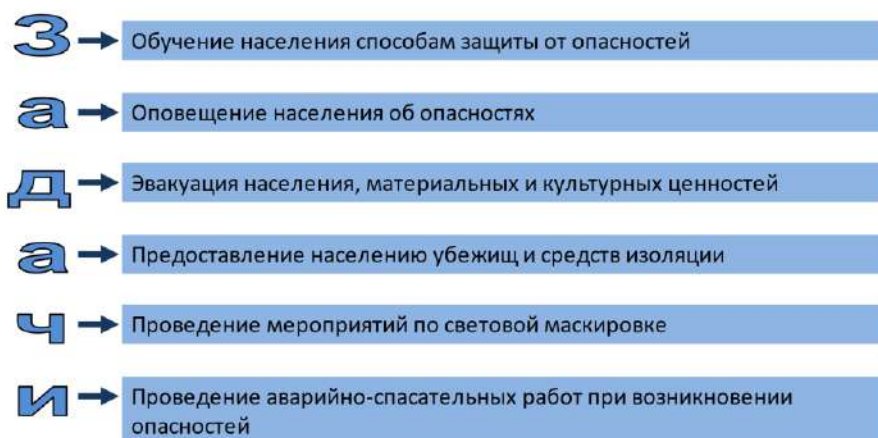 З Обучение населения способам защиты от опасностей
а Оповещение населения об опасностях
д Эвакуация населения, материальных и культурных ценностей
а Предоставление населению убежищ и средств изоляции
ч Проведение мероприятий по световой маскировке
и Проведение аварийно-спасательных работ при возникновении
опасностей